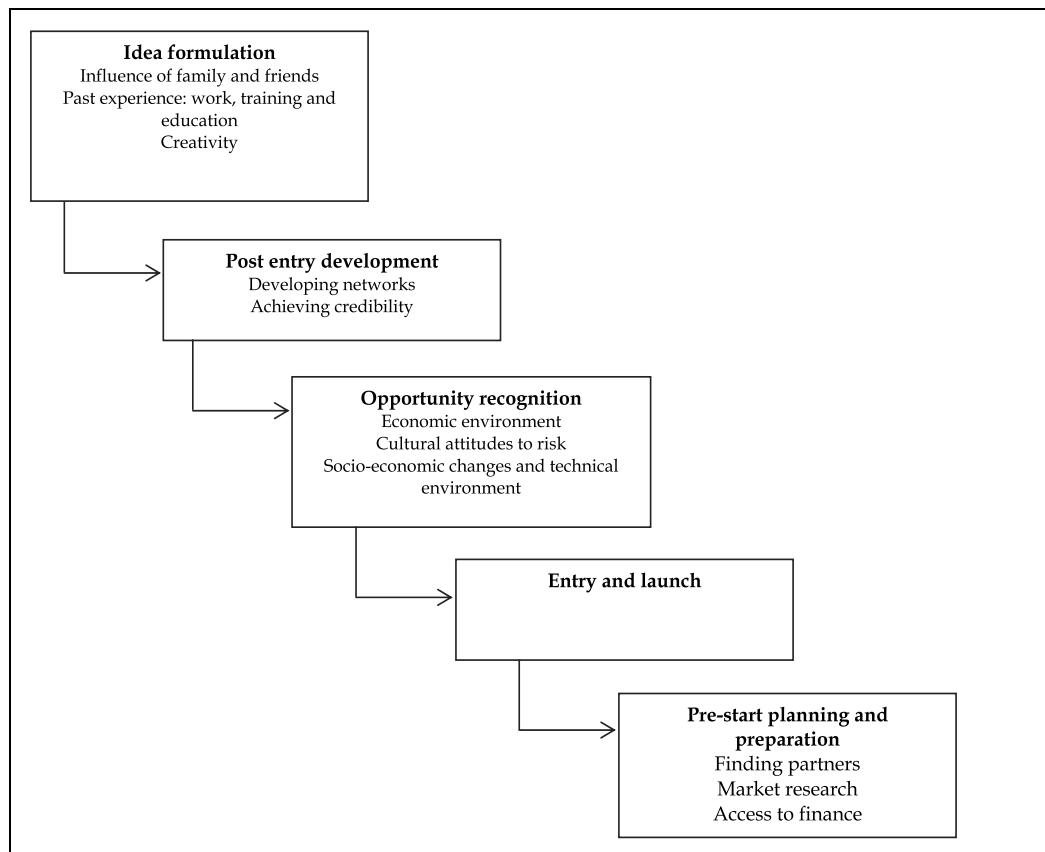 Idea formulation
Influence of family and friends
Past experience: work, training and
education
Creativity
Post entry development
Developing networks
Achieving credibility
Opportunity recognition
Economic environment
Cultural attitudes to risk
Socio-economic changes and technical
environment
Entry and launch
Pre-start planning and
preparation
Finding partners
Market research
Access to finance